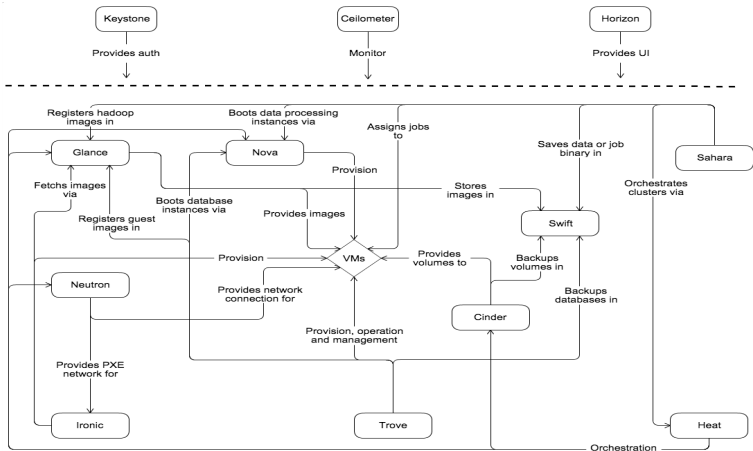 Keystone
Ceilometer
Horizon
Provides auth
Monitor
Provides UI
Registers hadoop
images in
Boots data processing
instances via
Assigns jobs
to
Saves data or job
binary in
Glance
Nova
Sahara
Provision
Fetchs images
via
Boots database
instances via
Stores
images in
Orchestrates
clusters via
Registers guest
images in
Provides images
Swift
Provision
VMs
Provides
volumes to
Backups
volumes in
Neutron
Provides network
connection for
Backups
databases in
Cinder
Provision, operation
and management
Provides PXE
network for
Ironic
Trove
Heat
Orchestration